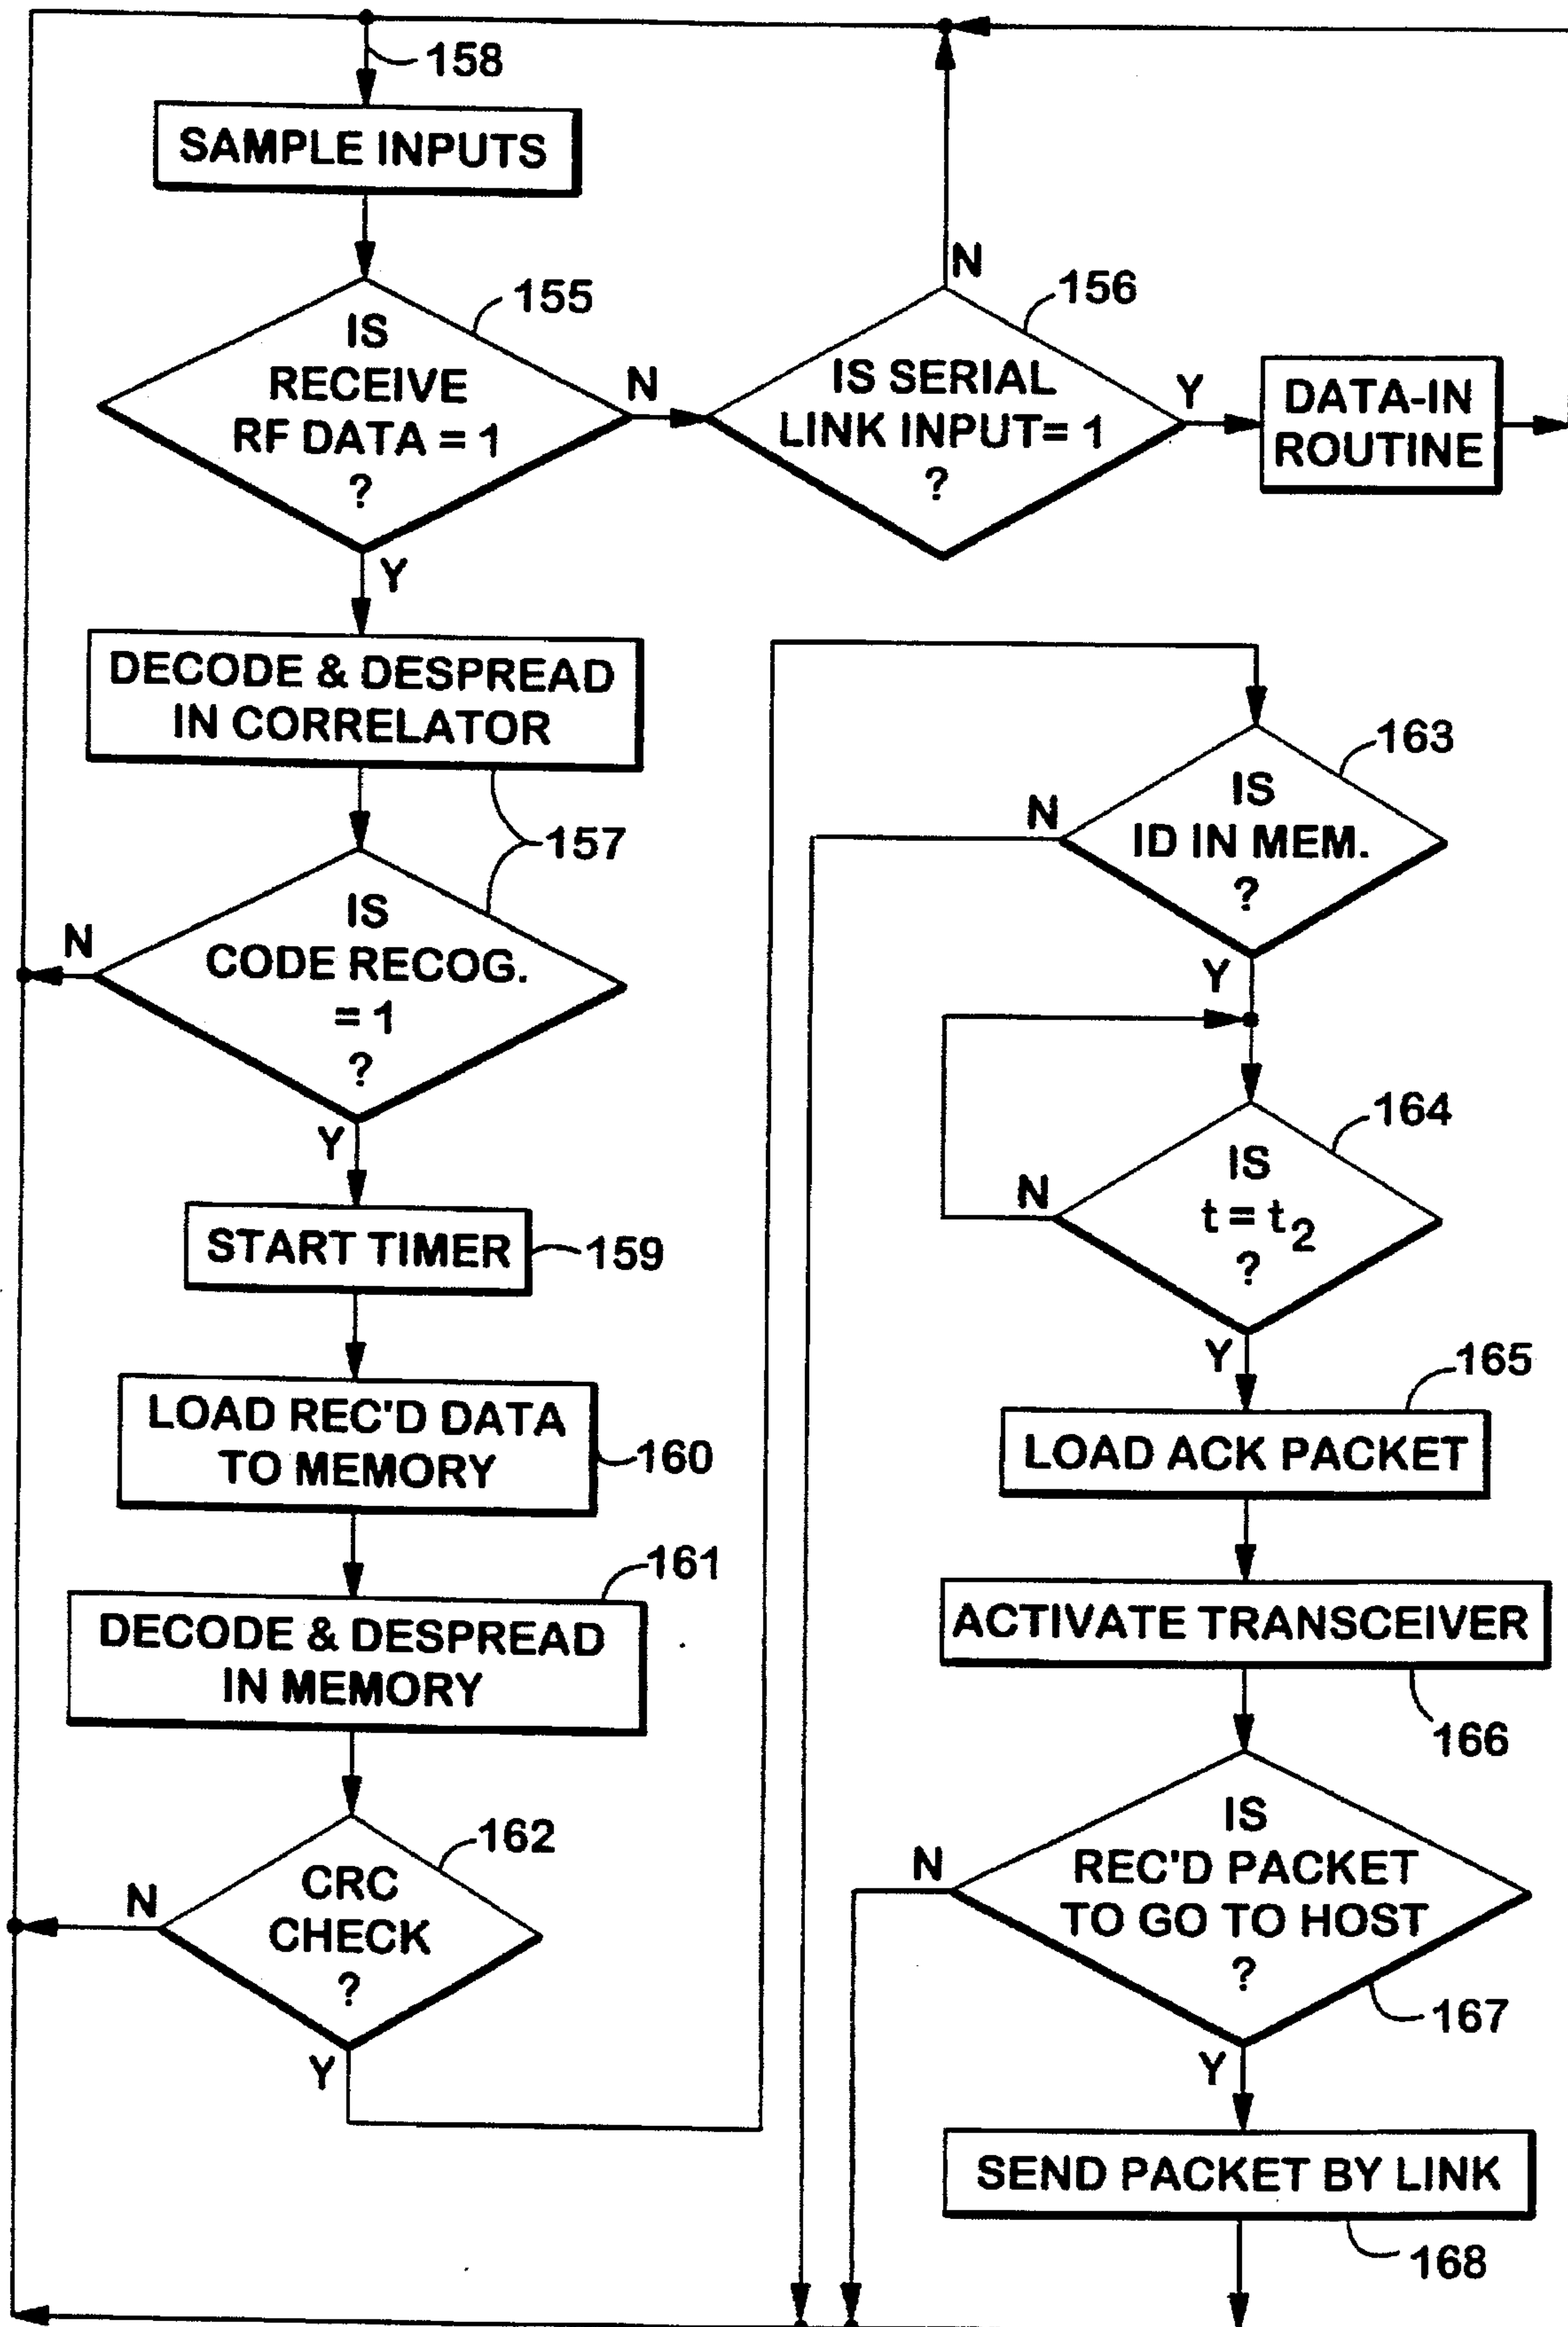 158
SAMPLE INPUTS
155
IS
RECEIVE
RF DATA = 1
?
N
Y
156
IS SERIAL
LINK INPUT= 1
?
N
Y
DATA-IN
ROUTINE
DECODE & DESPREAD
IN CORRELATOR
157
IS
CODE RECOG.
= 1
?
N
Y
START TIMER
159
LOAD REC'D DATA
TO MEMORY
160
161
DECODE & DESPREAD
IN MEMORY
162
CRC
CHECK
?
N
Y
163
IS
ID IN MEM.
?
N
Y
164
IS
t = t2
?
N
Y
165
LOAD ACK PACKET
ACTIVATE TRANSCEIVER
166
IS
REC'D PACKET
TO GO TO HOST
?
N
167
Y
SEND PACKET BY LINK
168